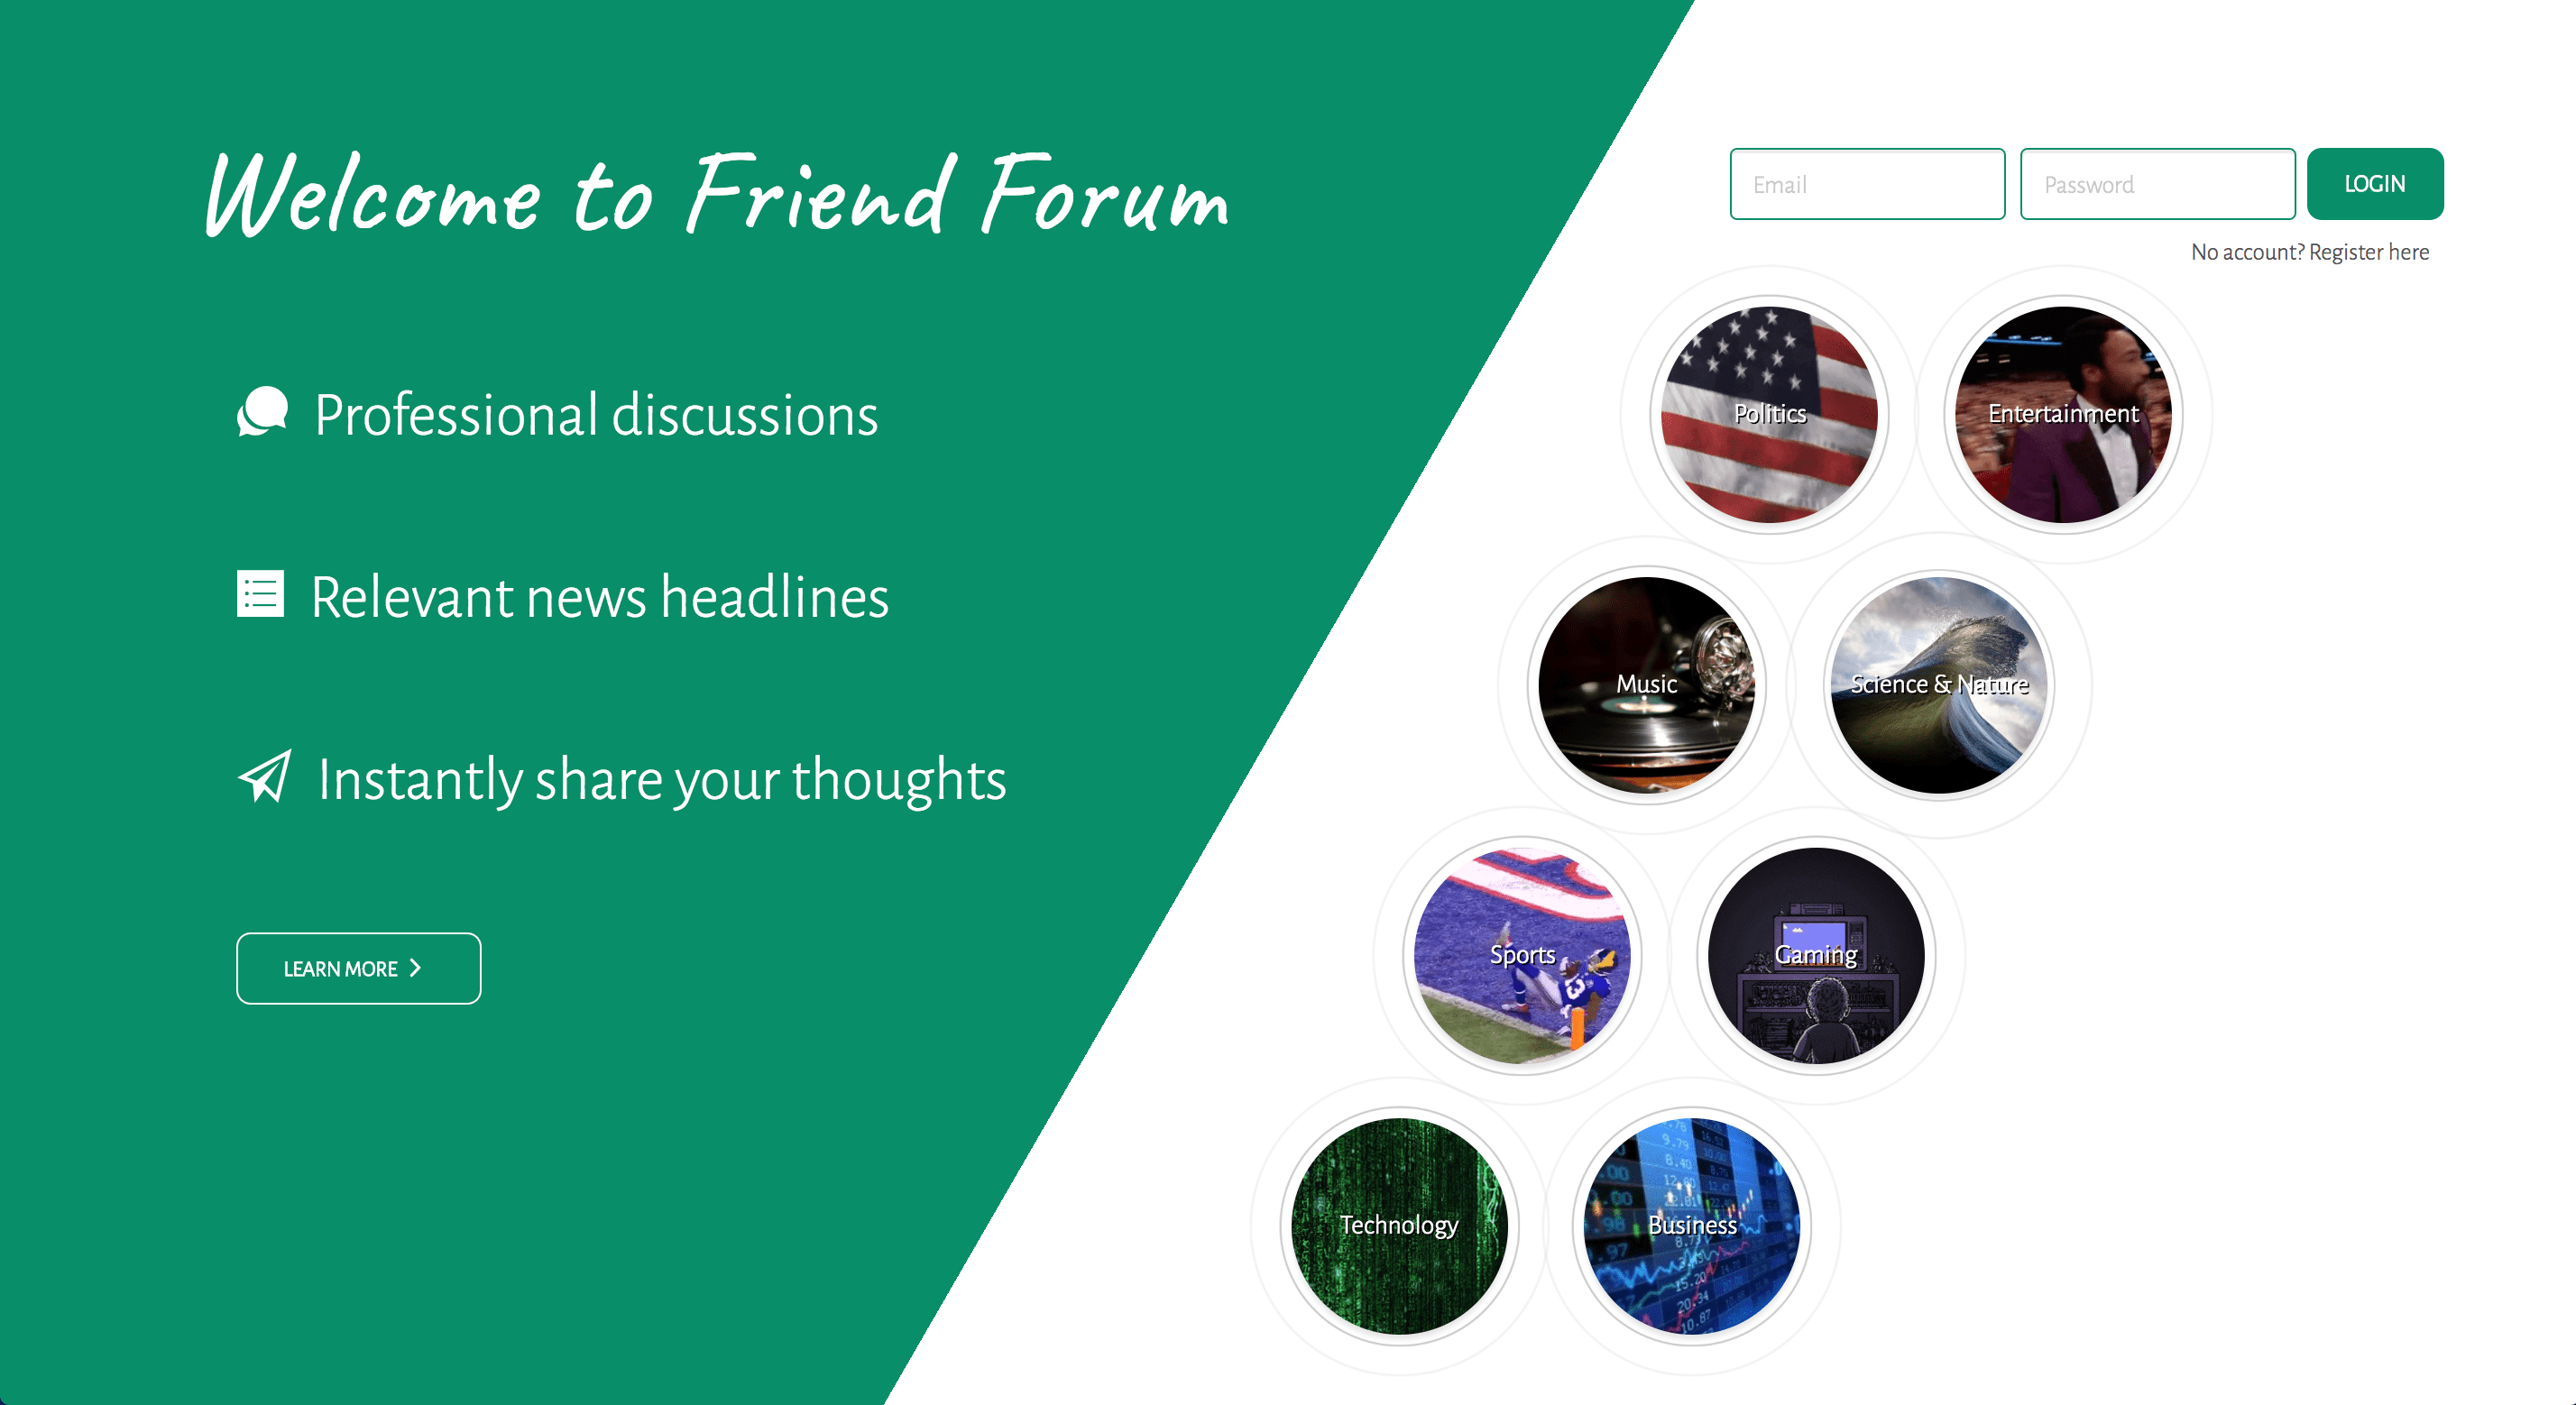 Welcome to Friend Forum
Professional discussions
Relevant news headlines
Instantly share your thoughts
LEARN MORE
Email
Password
LOGIN
No account? Register here
Politics
Entertainment
Music
Science & Nature
Sports
Gaming
Technology
Business